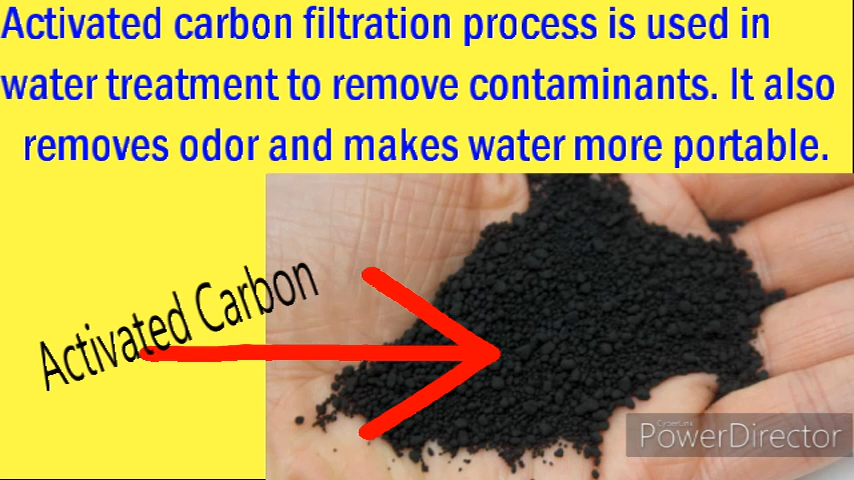 Activated carbon filtration process is used in
water treatment to remove contaminants. It also
removes odor and makes water more portable.
Activated Carbon
CyberLink
PowerDirector